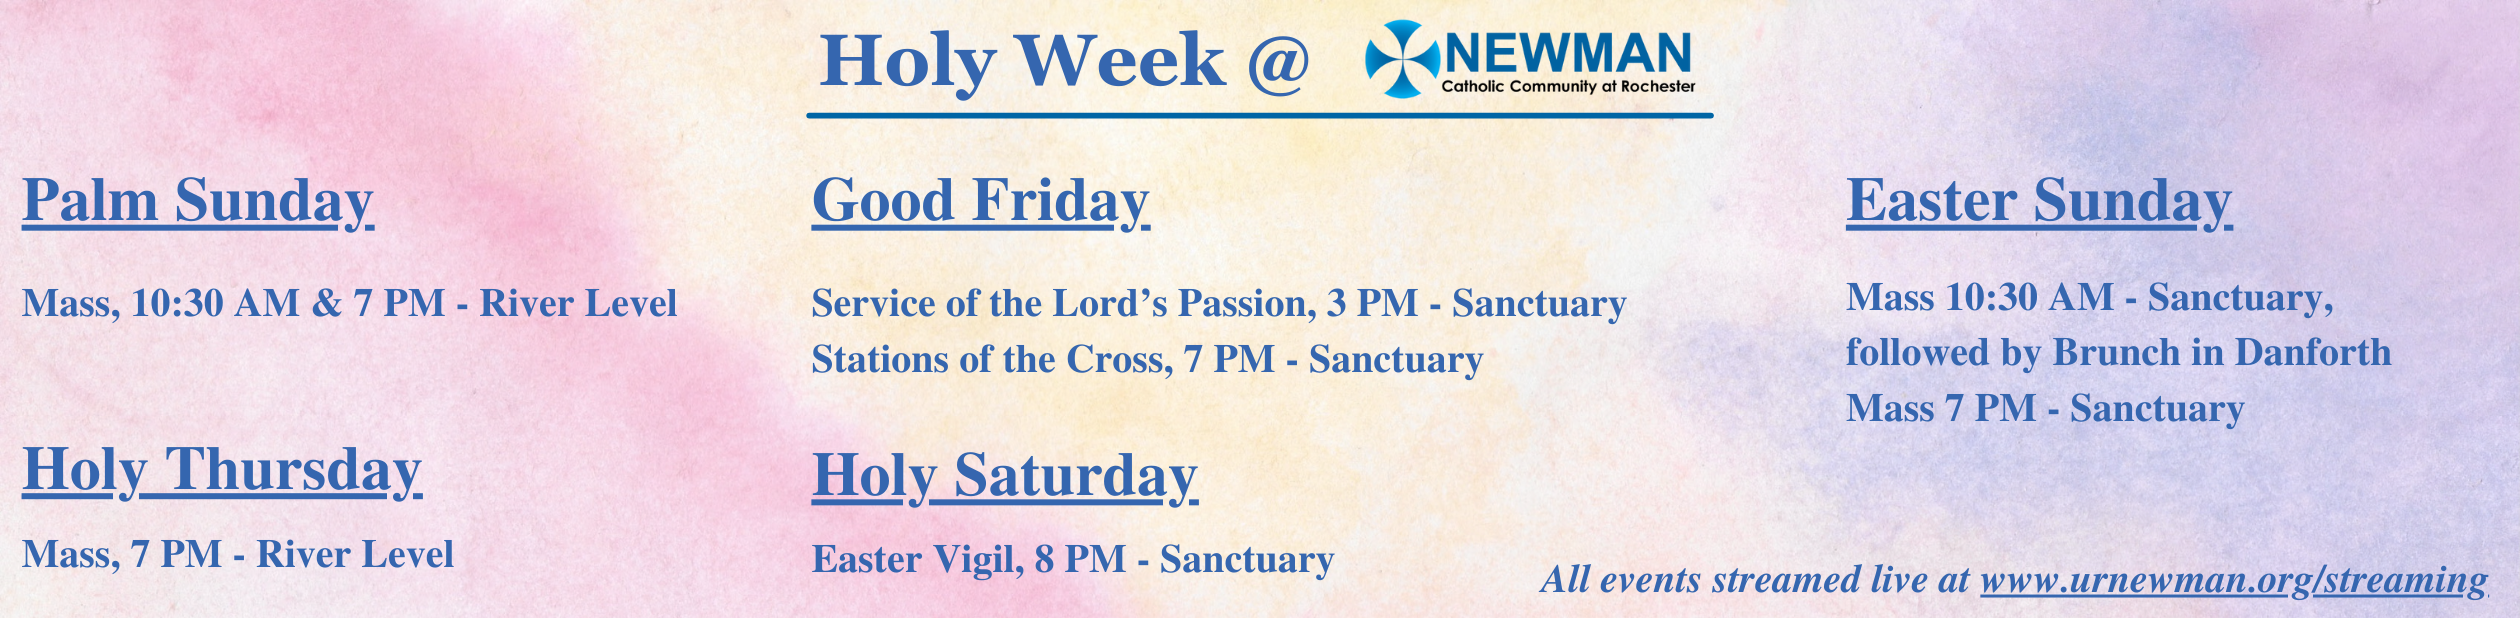 Holy Week @ NEWMAN
Catholic Community at Rochester
Palm Sunday
Mass, 10:30 AM & 7 PM - River Level
Holy Thursday
Mass, 7 PM - River Level
Good Friday
Service of the Lord’s Passion, 3 PM - Sanctuary
Stations of the Cross, 7 PM - Sanctuary
Holy Saturday
Easter Vigil, 8 PM - Sanctuary
Easter Sunday
Mass 10:30 AM - Sanctuary,
followed by Brunch in Danforth
Mass 7 PM - Sanctuary
All events streamed live at www.urnewman.org/streaming